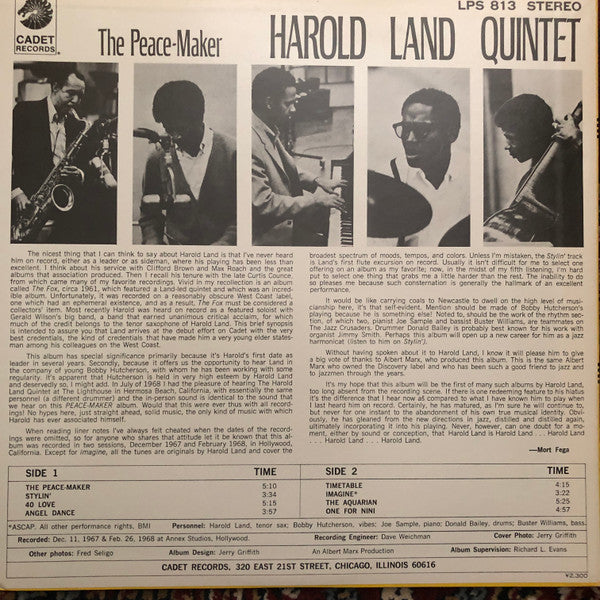 LPS 813 STEREO
CADET
RECORDS
The Peace-Maker HAROLD LAND QUINTET
The nicest thing that I can think to say about Harold Land is that I've never heard
him on record, either as a leader or as sideman, where his playing has been less than
excellent. I think about his service with Clifford Brown and Max Roach and the great
albums that association produced. Then I recall his tenure with the late Curtis Counce,
from which came many of my favorite recordings. Vivid in my recollection is an album
called The Fox, circa 1961, which featured a Land-led quintet and which was an incred-
ible album. Unfortunately, it was recorded on a reasonably obscure West Coast label,
one which had an ephemeral existence, and as a result, The Fox must be considered a
collectors' item. Most recently Harold was heard on record as a featured soloist with
Gerald Wilson's big band, a band that earned unanimous critical acclaim, for which
much of the credit belongs to the tenor saxophone of Harold Land. This brief synopsis
is intended to assure you that Land arrives at the debut effort on Cadet with the very
best credentials, the kind of credentials that have made him a very young elder states-
man among his colleagues on the West Coast.
This album has special significance primarily because it's Harold's first date as
leader in several years. Secondly, because it offers us the opportunity to hear Land in
the company of young Bobby Hutcherson, with whom he has been working with some
regularity. It's apparent that Hutcherson is held in very high esteem by Harold Land
and deservedly so, I might add. In July of 1968 I had the pleasure of hearing The Harold
Land Quintet at The Lighthouse in Hermosa Beach, California, with essentially the same
personnel (a different drummer) and the in-person sound is identical to the sound that
we hear on this PEACE-MAKER album. Would that this were ever thus with all record-
ings! No hypes here, just straight ahead, solid music, the only kind of music with which
Harold has ever associated himself.
When reading liner notes I've always felt cheated when the dates of the record-
ings were omitted, so for anyone who shares that attitude let it be known that this al-
bum was recorded in two sessions, December 1967 and February 1968, in Hollywood,
California. Except for imagine, all the tunes are originals by Harold Land and cover the
broadest spectrum of moods, tempos, and colors. Unless I'm mistaken, the Stylin' track
is Land's first flute excursion on record. Usually it isn't difficult for me to select one
offering on an album as my favorite; now, in the midst of my fifth listening, I'm hard
put to select one thing that grabs me a little harder than the rest. The inability to do
so pleases me because such consternation is generally the hallmark of an excellent
performance.
It would be like carrying coals to Newcastle to dwell on the high level of musi-
cianship here, it's that self-evident. Mention should be made of Bobby Hutcherson's
playing because he is something else! Noted to, should be the work of the rhythm sec-
tion, of which two, pianist Joe Sample and bassist Buster Williams, are teammates on
The Jazz Crusaders. Drummer Donald Bailey is probably best known for his work with
organist Jimmy Smith. Perhaps this album will open up a new career for him as a jazz
harmonicat (listen to him on Stylin').
Without having spoken about it to Harold Land, I know it will please him to give
a big vote of thanks to Albert Marx, who produced this album. This is the same Albert
Marx who owned the Discovery label and who has been such a good friend to jazz and
to jazzmen through the years.
It's my hope that this album will be the first of many such albums by Harold Land,
too long absent from the recording scene. If there is one redeeming feature to his hiatus
it's the difference that I hear now as compared to what I have known him to play when
I last heard him on record. Certainly, he has matured, as I'm sure he will continue to,
but never for one instant to the abandonment of his own true musical identity. Obvi-
ously, he has gleaned from the new directions in jazz, distilled and distilled again,
ultimately incorporating it into his playing. Never, however, can one doubt for a mo-
ment, either by sound or conception, that Harold Land is Harold Land . . . Harold Land
. . . Harold Land . . . Harold Land.
—Mort Fega
SIDE 1 TIME
THE PEACE-MAKER 5:10
STYLIN' 3:34
40 LOVE 5:15
ANGEL DANCE 3:57
SIDE 2 TIME
TIMETABLE 4:15
IMAGINE* 3:22
THE AQUARIAN 5:25
ONE FOR NINI 4:57
*ASCAP. All other performance rights, BMI Personnel: Harold Land, tenor sax; Bobby Hutcherson, vibes; Joe Sample, piano; Donald Bailey, drums; Buster Williams, bass.
Recorded: Dec. 11, 1967 & Feb. 26, 1968 at Annex Studios, Hollywood. Recording Engineer: Dave Weichman Cover Photo: Jerry Griffith
Other photos: Fred Seligo Album Design: Jerry Griffith An Albert Marx Production Album Supervision: Richard L. Evans
CADET RECORDS, 320 EAST 21ST STREET, CHICAGO, ILLINOIS 60616
¥2,300